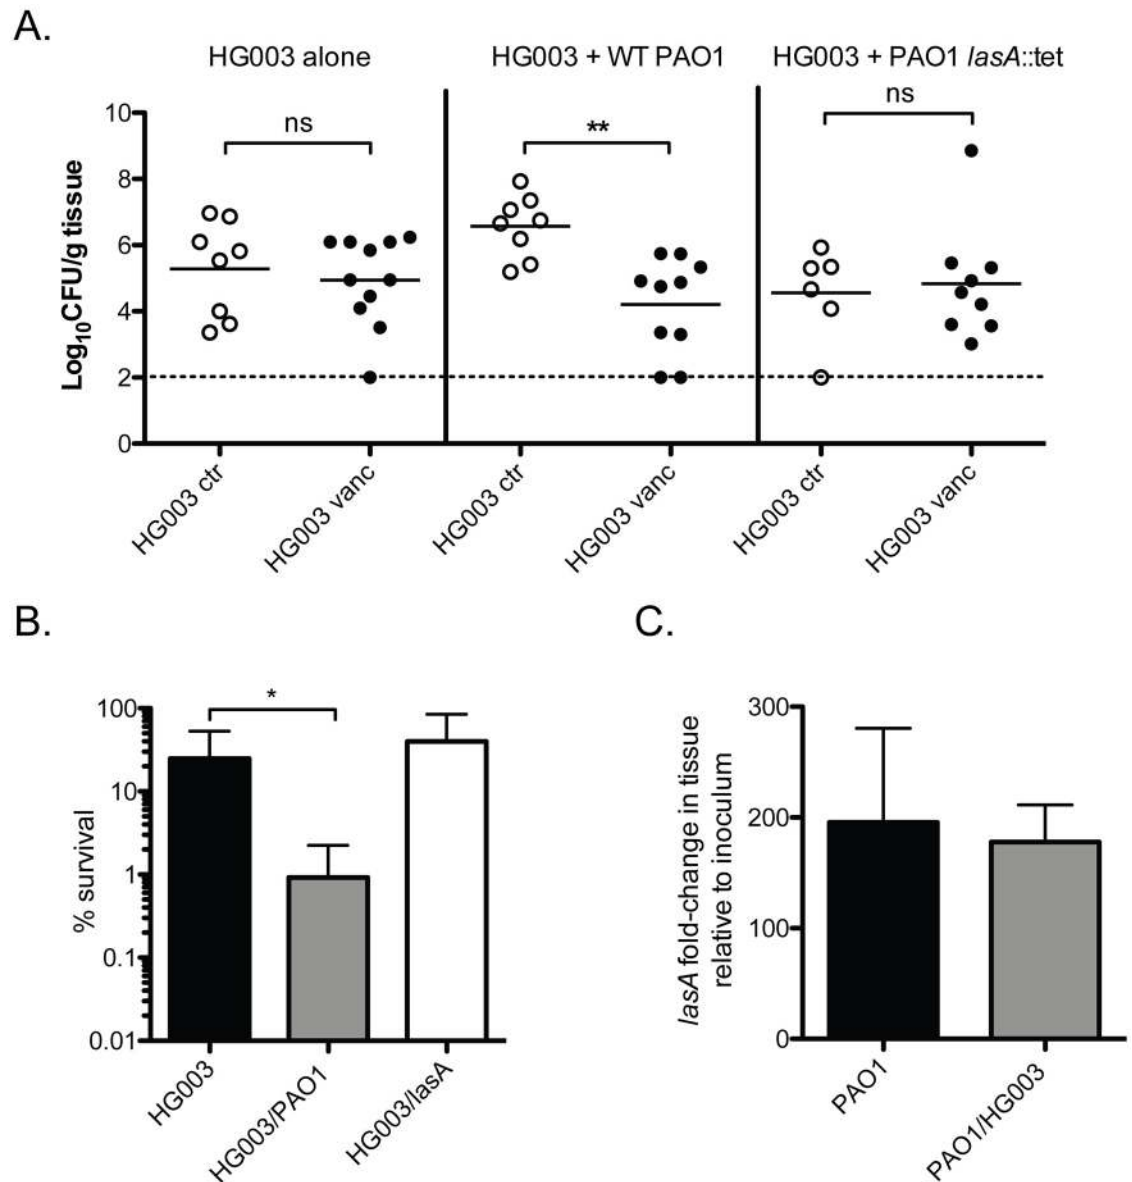 A.
HG003 alone
HG003 + WT PAO1
HG003 + PAO1 lasA::tet
ns
**
ns
Log10CFU/g tissue
10
8
6
4
2
0
HG003 ctr
HG003 vanc
HG003 ctr
HG003 vanc
HG003 ctr
HG003 vanc
B.
*
% survival
100
10
1
0.1
0.01
HG003
HG003/PAO1
HG003/lasA
C.
lasA fold-change in tissue
relative to inoculum
300
200
100
0
PAO1
PAO1/HG003